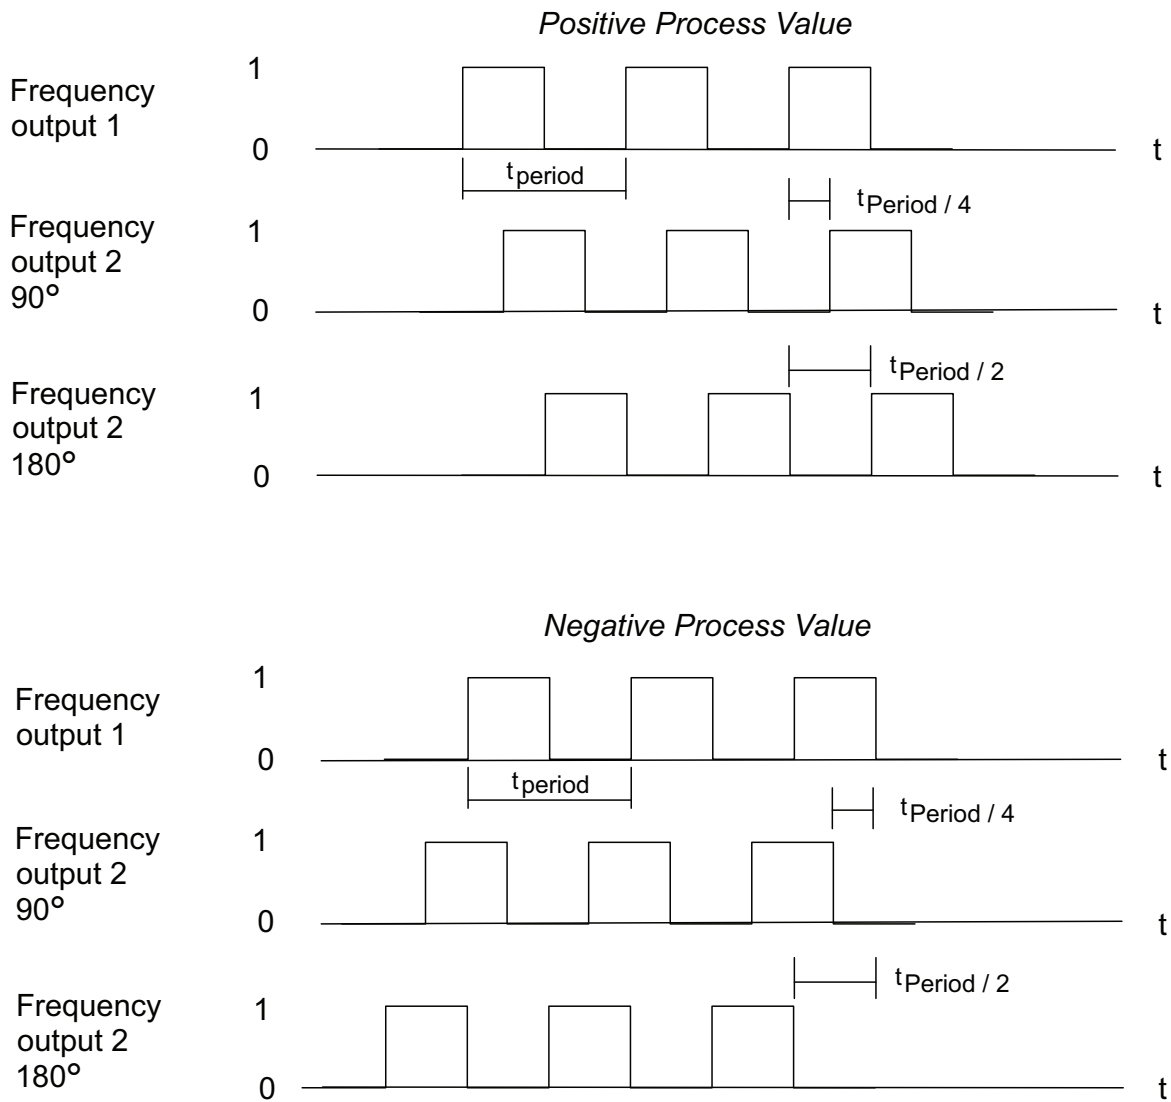 Positive Process Value
Frequency
output 1
1
0
t
tperiod
tPeriod / 4
Frequency
output 2
90°
1
0
t
tPeriod / 2
Frequency
output 2
180°
1
0
t
Negative Process Value
Frequency
output 1
1
0
t
tperiod
tPeriod / 4
Frequency
output 2
90°
1
0
t
tPeriod / 2
Frequency
output 2
180°
1
0
t